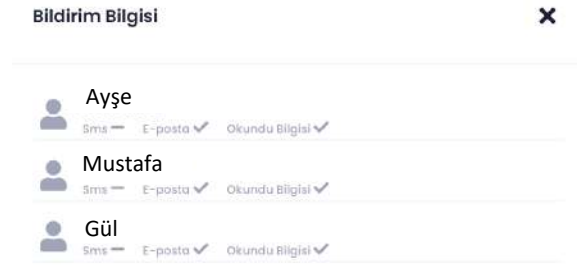 Bildirim Bilgisi
Ayşe
Sms E-posta Okundu Bilgisi
Mustafa
Sms E-posta Okundu Bilgisi
Gül
Sms E-posta Okundu Bilgisi